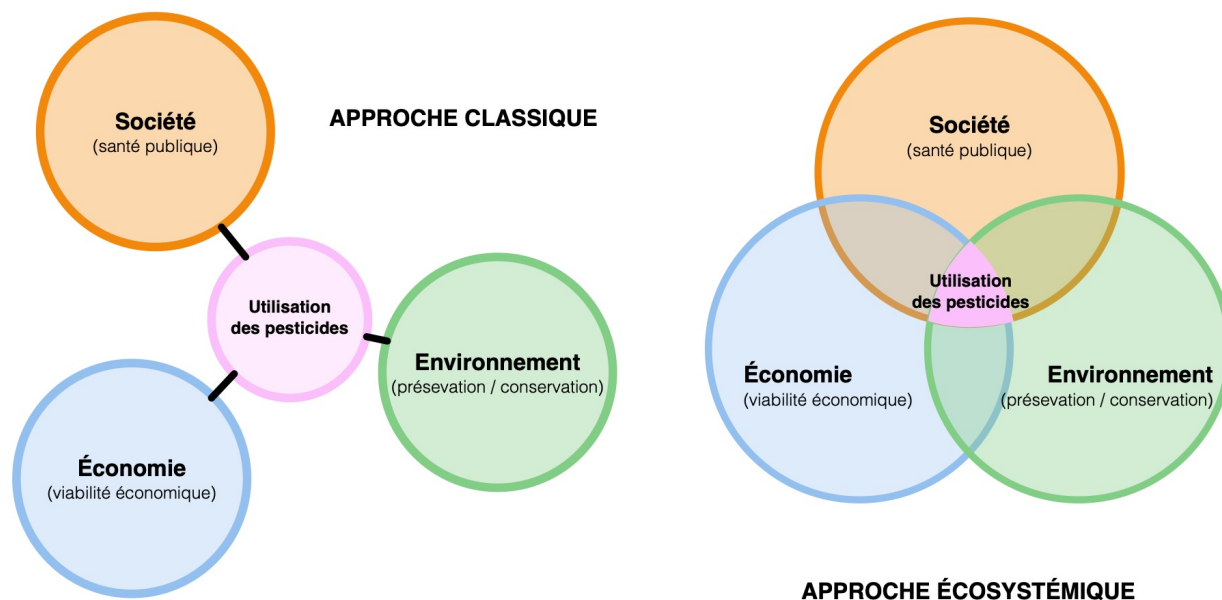 Société
(santé publique)
APPROCHE CLASSIQUE
Utilisation
des pesticides
Environnement
(présevation / conservation)
Économie
(viabilité économique)
Société
(santé publique)
Utilisation
des pesticides
Économie
(viabilité économique)
Environnement
(présevation / conservation)
APPROCHE ÉCOSYSTÉMIQUE